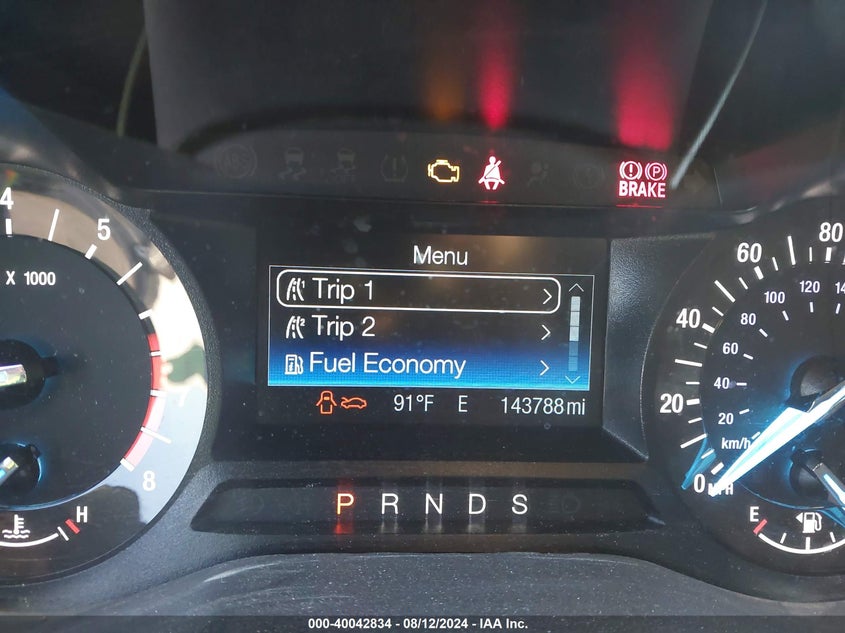 BRAKE
4
5
X 1000
8
H
Menu
Trip 1
Trip 2
Fuel Economy
91°F E 143788 mi
P R N D S
80
60
40
20
0
MPH
120
100
80
60
40
20
km/h
E
000-40042834 - 08/12/2024 - IAA Inc.